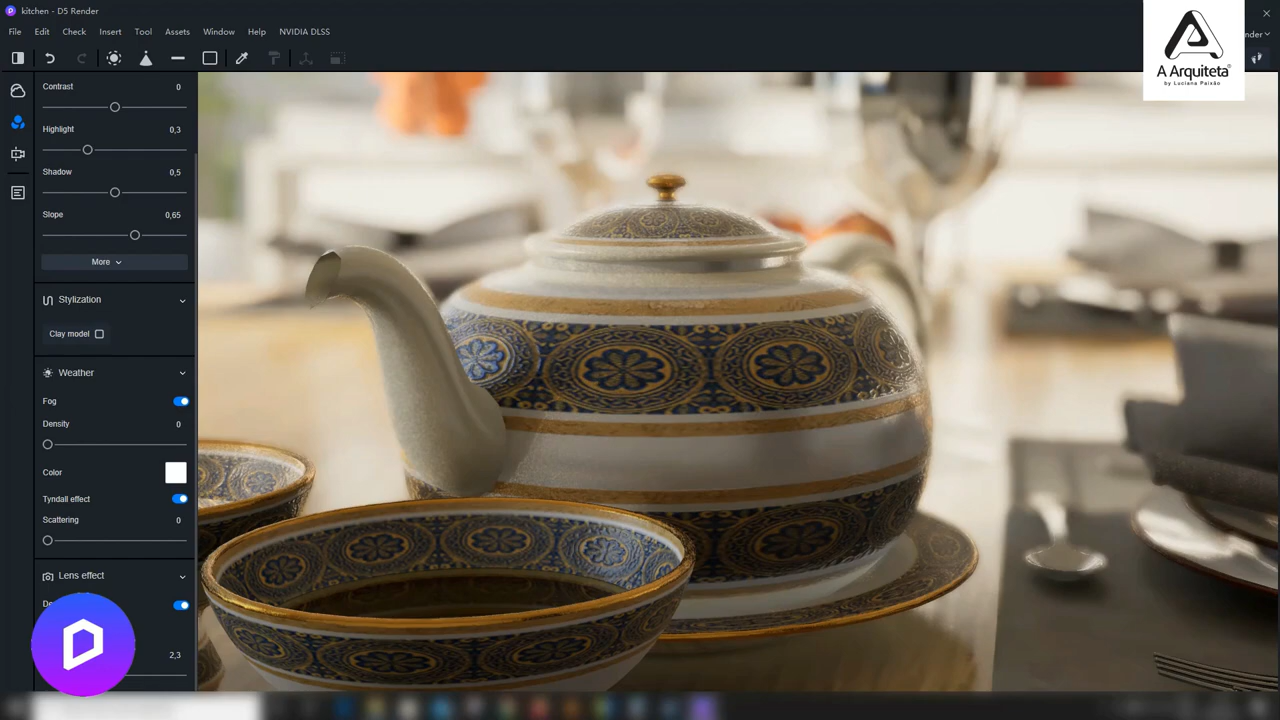 kitchen - D5 Render
File Edit Check Insert Tool Assets Window Help NVIDIA DLSS
A Arquiteta®
by Luciana Paixão
Contrast 0
Highlight 0,3
Shadow 0,5
Slope 0,65
More
Stylization
Clay model
Weather
Fog
Density 0
Color
Tyndall effect
Scattering 0
Lens effect
2,3